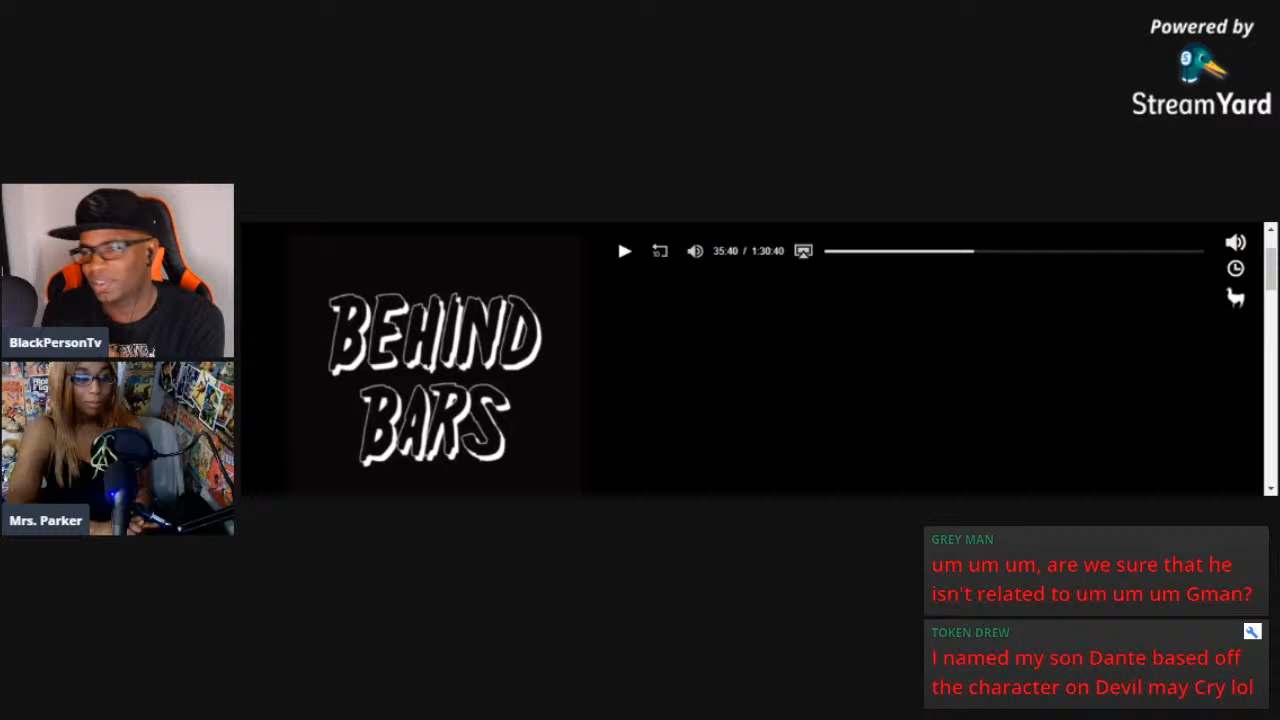 Powered by
StreamYard
BlackPersonTv
Mrs. Parker
35:40 / 1:30:40
BEHIND
BARS
GREY MAN
um um um, are we sure that he
isn't related to um um um Gman?
TOKEN DREW
I named my son Dante based off
the character on Devil may Cry lol